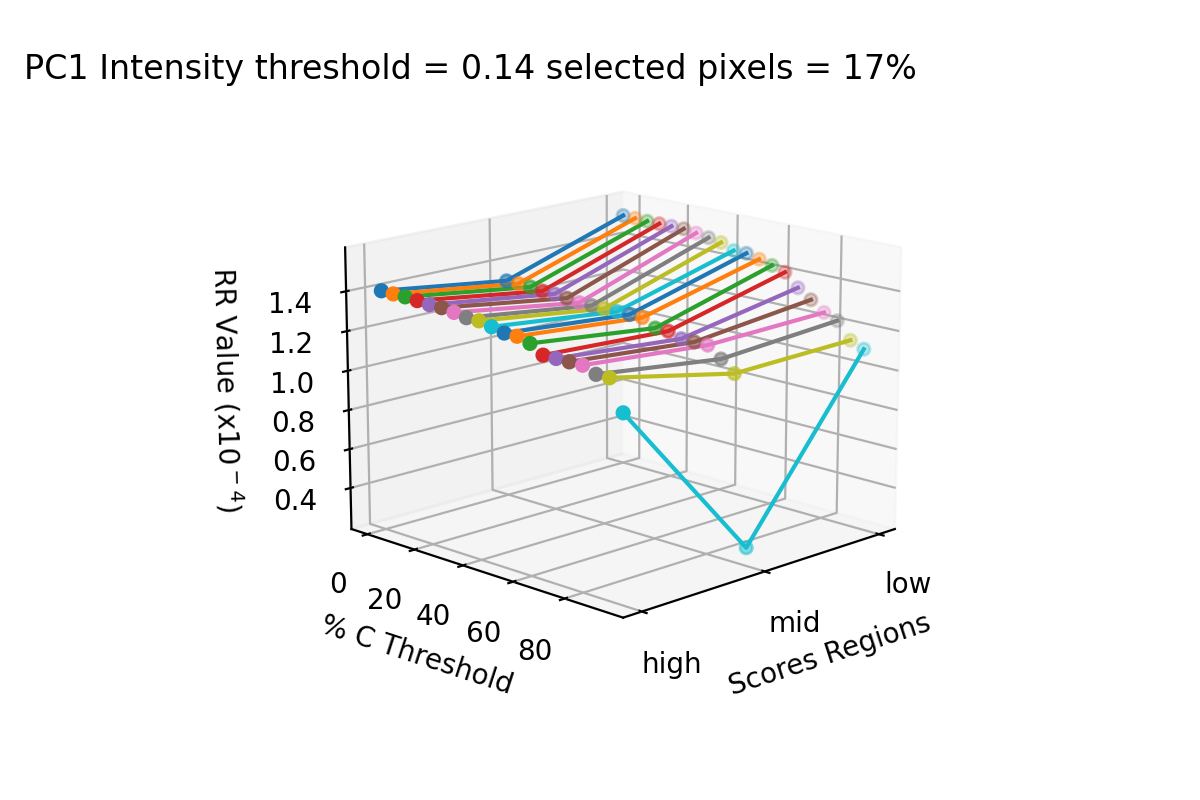 PC1 Intensity threshold = 0.14 selected pixels = 17%
RR Value (x10⁻⁴)
1.4
1.2
1.0
0.8
0.6
0.4
0
20
40
60
80
% C Threshold
high
mid
low
Scores Regions